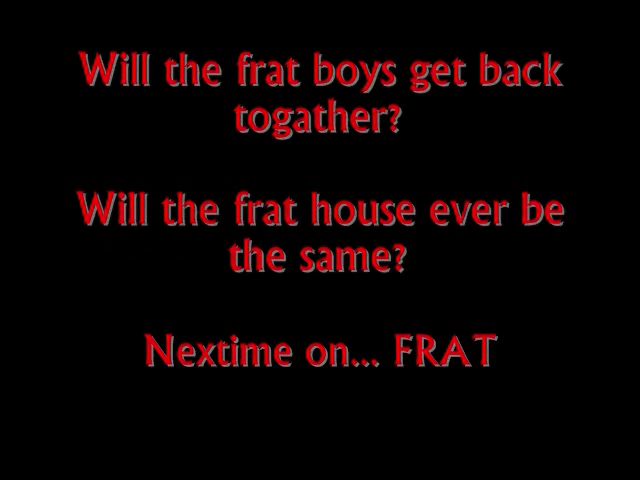 Will the frat boys get back
togather?
Will the frat house ever be
the same?
Nextime on... FRAT